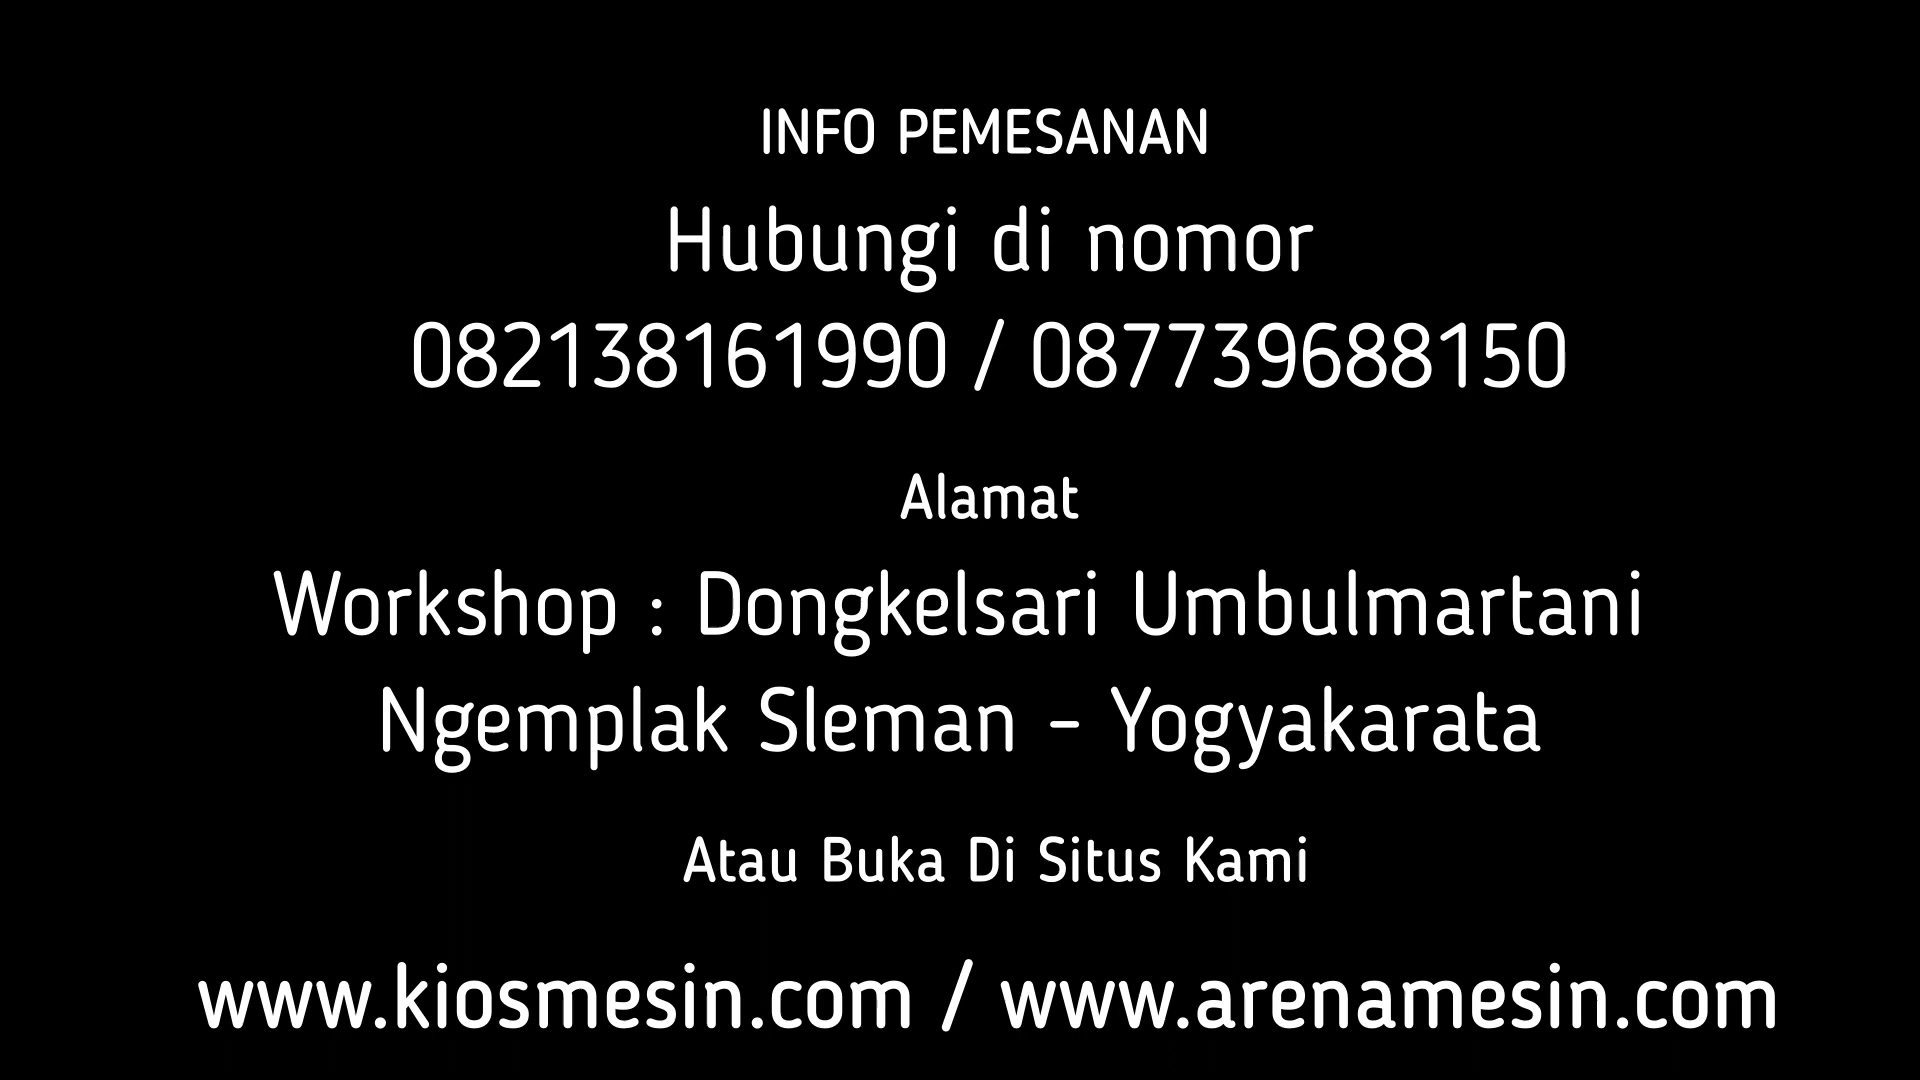 INFO PEMESANAN
Hubungi di nomor
082138161990 / 087739688150
Alamat
Workshop : Dongkelsari Umbulmartani
Ngemplak Sleman - Yogyakarata
Atau Buka Di Situs Kami
www.kiosmesin.com / www.arenamesin.com